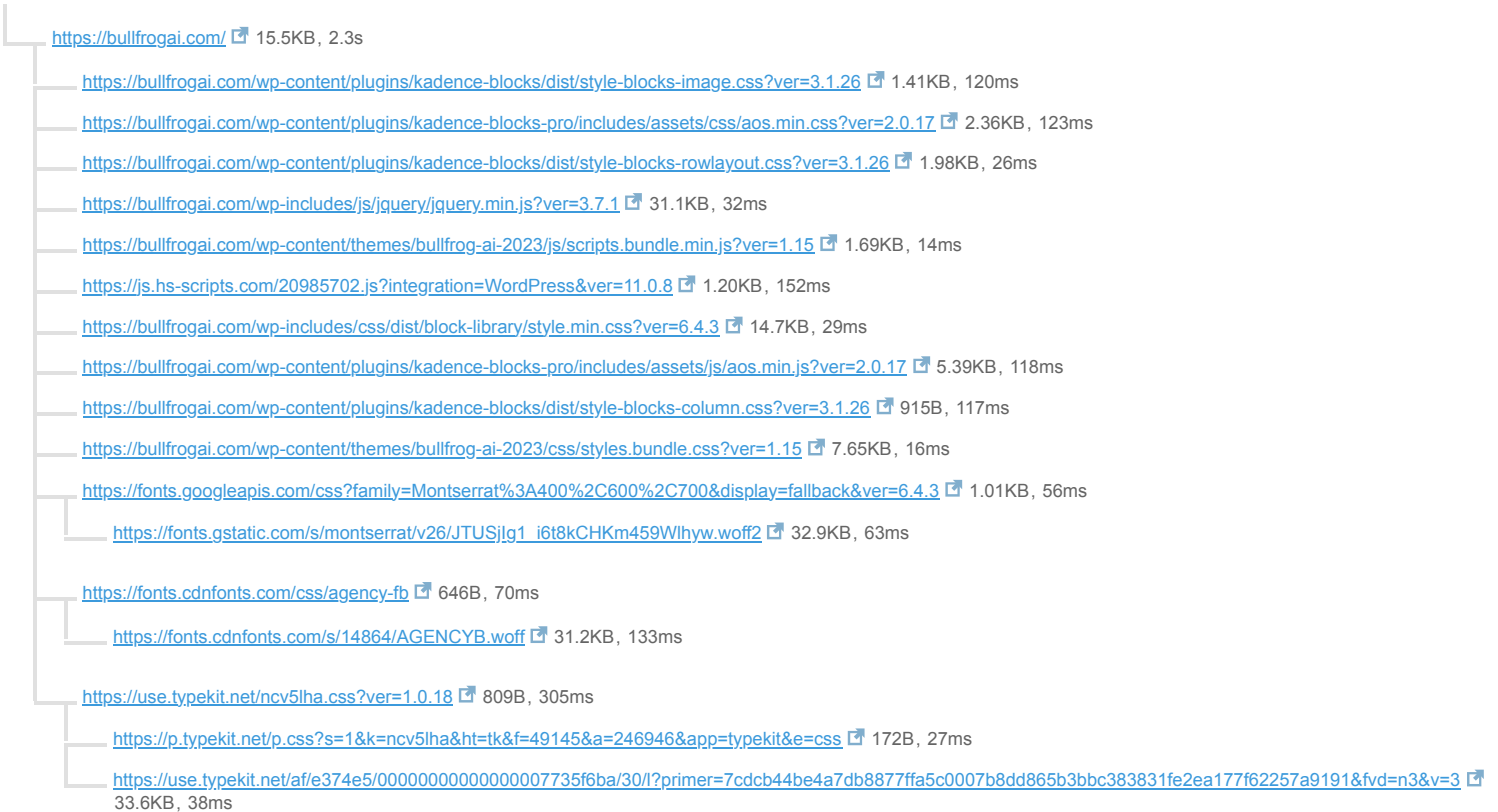 https://bullfrogai.com/ 15.5KB, 2.3s
https://bullfrogai.com/wp-content/plugins/kadence-blocks/dist/style-blocks-image.css?ver=3.1.26 1.41KB, 120ms
https://bullfrogai.com/wp-content/plugins/kadence-blocks-pro/includes/assets/css/aos.min.css?ver=2.0.17 2.36KB, 123ms
https://bullfrogai.com/wp-content/plugins/kadence-blocks/dist/style-blocks-rowlayout.css?ver=3.1.26 1.98KB, 26ms
https://bullfrogai.com/wp-includes/js/jquery/jquery.min.js?ver=3.7.1 31.1KB, 32ms
https://bullfrogai.com/wp-content/themes/bullfrog-ai-2023/js/scripts.bundle.min.js?ver=1.15 1.69KB, 14ms
https://js.hs-scripts.com/20985702.js?integration=WordPress&ver=11.0.8 1.20KB, 152ms
https://bullfrogai.com/wp-includes/css/dist/block-library/style.min.css?ver=6.4.3 14.7KB, 29ms
https://bullfrogai.com/wp-content/plugins/kadence-blocks-pro/includes/assets/js/aos.min.js?ver=2.0.17 5.39KB, 118ms
https://bullfrogai.com/wp-content/plugins/kadence-blocks/dist/style-blocks-column.css?ver=3.1.26 915B, 117ms
https://bullfrogai.com/wp-content/themes/bullfrog-ai-2023/css/styles.bundle.css?ver=1.15 7.65KB, 16ms
https://fonts.googleapis.com/css?family=Montserrat%3A400%2C600%2C700&display=fallback&ver=6.4.3 1.01KB, 56ms
https://fonts.gstatic.com/s/montserrat/v26/JTUSjIg1_i6t8kCHKm459Wlhyw.woff2 32.9KB, 63ms
https://fonts.cdnfonts.com/css/agency-fb 646B, 70ms
https://fonts.cdnfonts.com/s/14864/AGENCYB.woff 31.2KB, 133ms
https://use.typekit.net/ncv5lha.css?ver=1.0.18 809B, 305ms
https://p.typekit.net/p.css?s=1&k=ncv5lha&ht=tk&f=49145&a=246946&app=typekit&e=css 172B, 27ms
https://use.typekit.net/af/e374e5/00000000000000007735f6ba/30/l?primer=7cdcb44be4a7db8877ffa5c0007b8dd865b3bbc383831fe2ea177f62257a9191&fvd=n3&v=3
33.6KB, 38ms